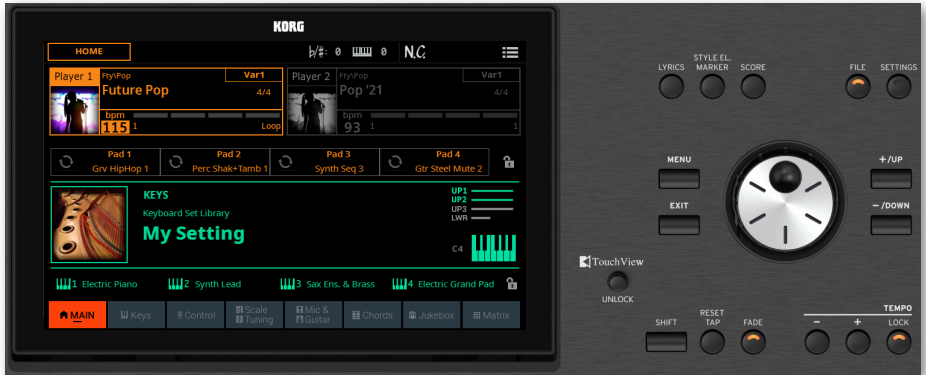 KORG
HOME
♭/♯: 0 0 N.C.
Player 1 Fty\Pop Var1
Future Pop 4/4
bpm
115 1 Loop
Player 2 Fty\Pop Var1
Pop '21 4/4
bpm
93 1 1
Pad 1
Grv HipHop 1
Pad 2
Perc Shak+Tamb 1
Pad 3
Synth Seq 3
Pad 4
Gtr Steel Mute 2
KEYS
Keyboard Set Library
My Setting
UP1
UP2
UP3
LWR
C4
1 Electric Piano
2 Synth Lead
3 Sax Ens. & Brass
4 Electric Grand Pad
MAIN
Keys
Control
Scale
Tuning
Mic &
Guitar
Chords
Jukebox
Matrix
LYRICS
STYLE EL.
MARKER
SCORE
FILE
SETTINGS
MENU
+/UP
EXIT
-/DOWN
TouchView
UNLOCK
SHIFT
RESET
TAP
FADE
TEMPO
-
+
LOCK